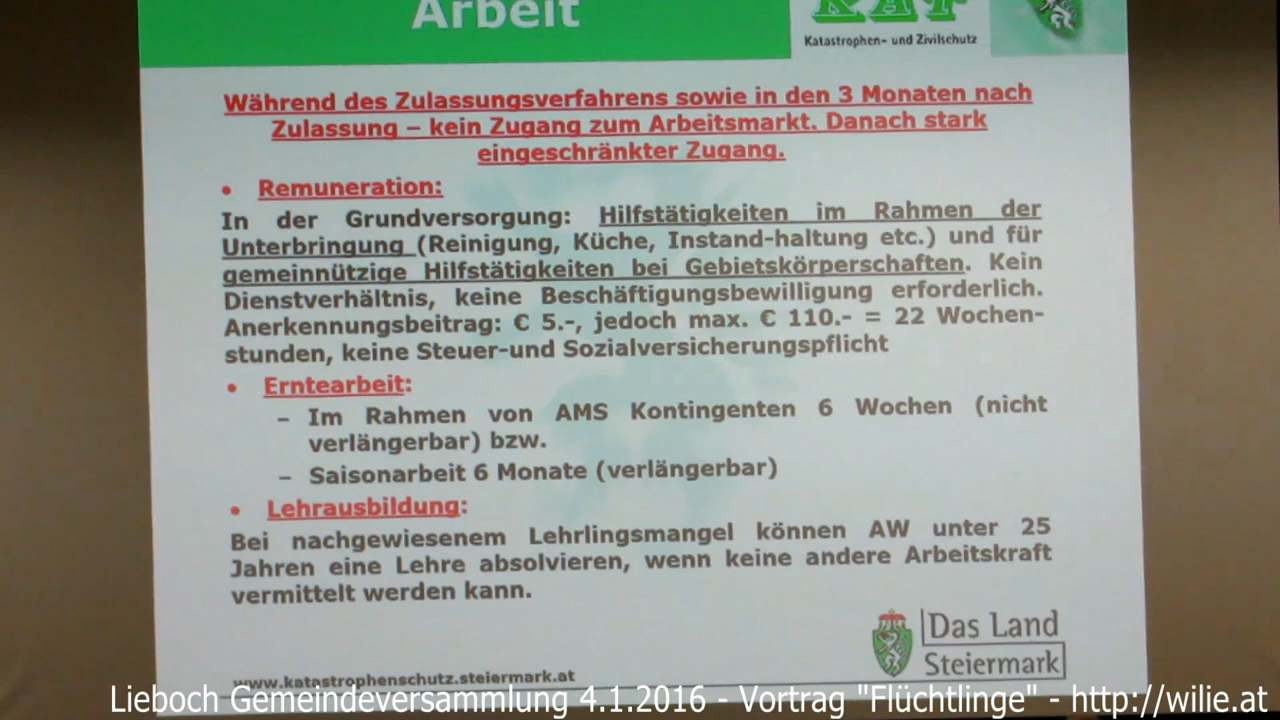 Arbeit
KAT
Katastrophen- und Zivilschutz
Während des Zulassungsverfahrens sowie in den 3 Monaten nach
Zulassung – kein Zugang zum Arbeitsmarkt. Danach stark
eingeschränkter Zugang.
• Remuneration:
In der Grundversorgung: Hilfstätigkeiten im Rahmen der
Unterbringung (Reinigung, Küche, Instand-haltung etc.) und für
gemeinnützige Hilfstätigkeiten bei Gebietskörperschaften. Kein
Dienstverhältnis, keine Beschäftigungsbewilligung erforderlich.
Anerkennungsbeitrag: € 5.-, jedoch max. € 110.- = 22 Wochen-
stunden, keine Steuer-und Sozialversicherungspflicht
• Erntearbeit:
– Im Rahmen von AMS Kontingenten 6 Wochen (nicht
verlängerbar) bzw.
– Saisonarbeit 6 Monate (verlängerbar)
• Lehrausbildung:
Bei nachgewiesenem Lehrlingsmangel können AW unter 25
Jahren eine Lehre absolvieren, wenn keine andere Arbeitskraft
vermittelt werden kann.
Das Land
Steiermark
www.katastrophenschutz.steiermark.at
Lieboch Gemeindeversammlung 4.1.2016 - Vortrag "Flüchtlinge" - http://wilie.at